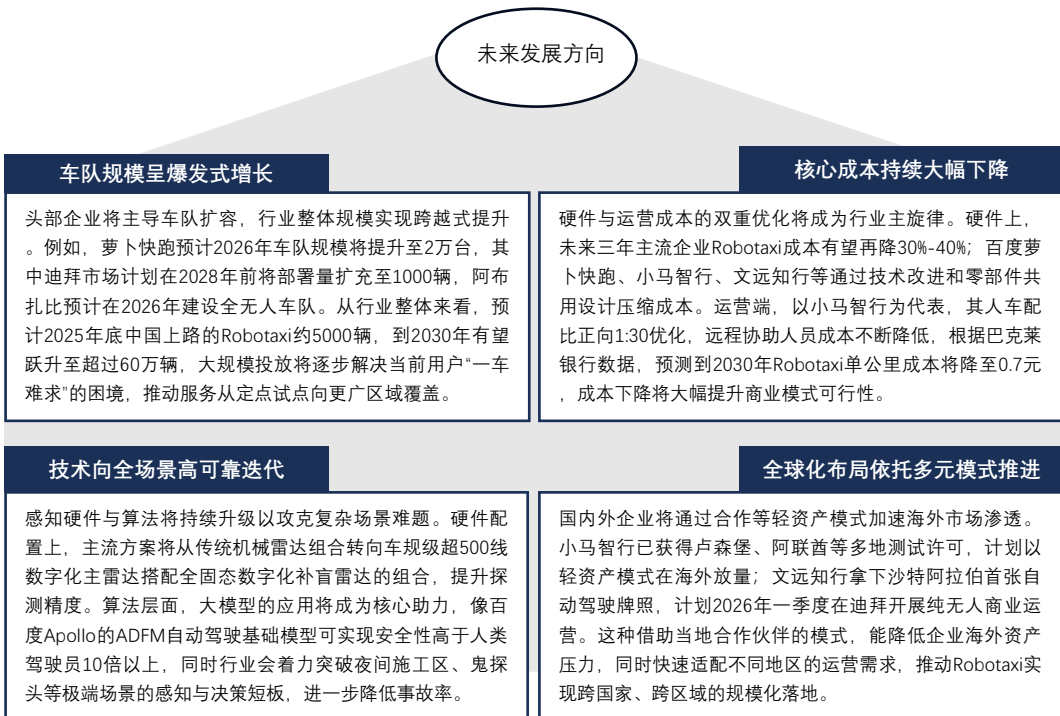 未来发展方向
车队规模呈爆发式增长
头部企业将主导车队扩容，行业整体规模实现跨越式提升
。例如，萝卜快跑预计2026年车队规模将提升至2万台，其
中迪拜市场计划在2028年前将部署量扩充至1000辆，阿布
扎比预计在2026年建设全无人车队。从行业整体来看，预
计2025年底中国上路的Robotaxi约5000辆，到2030年有望
跃升至超过60万辆，大规模投放将逐步解决当前用户“一车
难求”的困境，推动服务从定点试点向更广区域覆盖。
核心成本持续大幅下降
硬件与运营成本的双重优化将成为行业主旋律。硬件上，
未来三年主流企业Robotaxi成本有望再降30%-40%；百度萝
卜快跑、小马智行、文远知行等通过技术改进和零部件共
用设计压缩成本。运营端，以小马智行为代表，其人车配
比正向1:30优化，远程协助人员成本不断降低，根据巴克莱
银行数据，预测到2030年Robotaxi单公里成本将降至0.7元
，成本下降将大幅提升商业模式可行性。
技术向全场景高可靠迭代
感知硬件与算法将持续升级以攻克复杂场景难题。硬件配
置上，主流方案将从传统机械雷达组合转向车规级超500线
数字化主雷达搭配全固态数字化补盲雷达的组合，提升探
测精度。算法层面，大模型的应用将成为核心助力，像百
度Apollo的ADFM自动驾驶基础模型可实现安全性高于人类
驾驶员10倍以上，同时行业会着力突破夜间施工区、鬼探
头等极端场景的感知与决策短板，进一步降低事故率。
全球化布局依托多元模式推进
国内外企业将通过合作等轻资产模式加速海外市场渗透。
小马智行已获得卢森堡、阿联酋等多地测试许可，计划以
轻资产模式在海外放量；文远知行拿下沙特阿拉伯首张自
动驾驶牌照，计划2026年一季度在迪拜开展纯无人商业运
营。这种借助当地合作伙伴的模式，能降低企业海外资产
压力，同时快速适配不同地区的运营需求，推动Robotaxi实
现跨国家、跨区域的规模化落地。